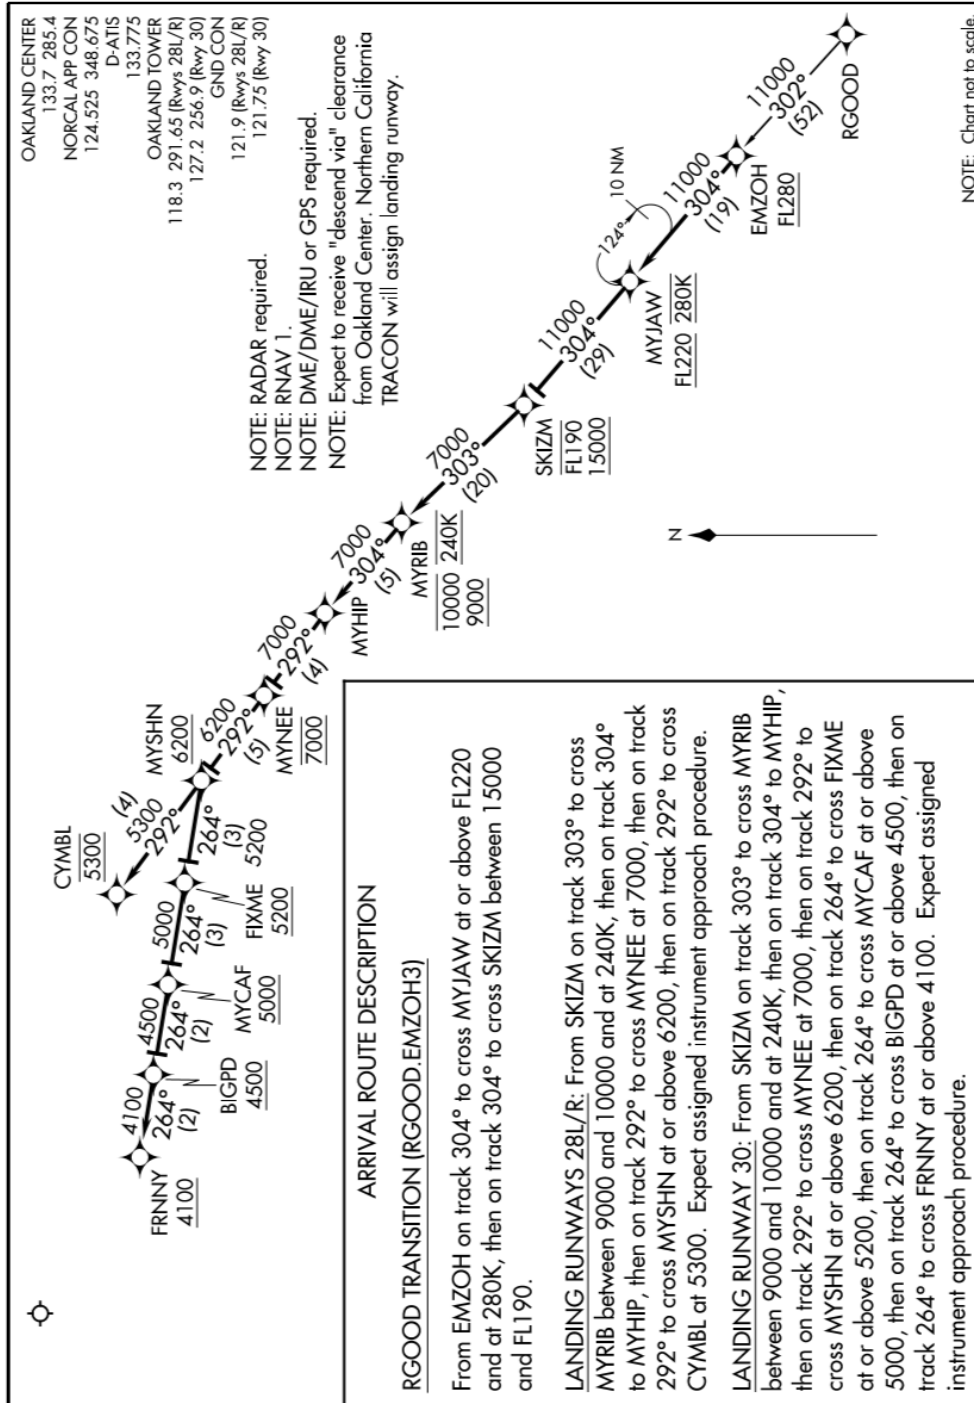 OAKLAND CENTER
133.7 285.4
NORCAL APP CON
124.525 348.675
D-ATIS
133.775
OAKLAND TOWER
118.3 291.65 (Rwys 28L/R)
127.2 256.9 (Rwy 30)
GND CON
121.9 (Rwys 28L/R)
121.75 (Rwy 30)
NOTE: RADAR required.
NOTE: RNAV 1.
NOTE: DME/DME/IRU or GPS required.
NOTE: Expect to receive "descend via" clearance
from Oakland Center. Northern California
TRACON will assign landing runway.
CYMBL
5300
(4)
5300
292°
MYSHN
6200
6200
292°
(5)
MYNEE
7000
7000
292°
(4)
MYHIP
7000
304°
(5)
MYRIB
10000 240K
9000
7000
303°
(20)
SKIZM
FL190
15000
11000
304°
(29)
MYJAW
FL220 280K
124°
10 NM
11000
304°
(19)
EMZOH
FL280
11000
302°
(52)
RGOOD
264°
(3)
5200
FIXME
5200
5000
264°
(3)
MYCAF
5000
4500
264°
(2)
BIGPD
4500
4100
264°
(2)
FRNNY
4100
N
NOTE: Chart not to scale.
ARRIVAL ROUTE DESCRIPTION
RGOOD TRANSITION (RGOOD.EMZOH3)
From EMZOH on track 304° to cross MYJAW at or above FL220
and at 280K, then on track 304° to cross SKIZM between 15000
and FL190.
LANDING RUNWAYS 28L/R: From SKIZM on track 303° to cross
MYRIB between 9000 and 10000 and at 240K, then on track 304°
to MYHIP, then on track 292° to cross MYNEE at 7000, then on track
292° to cross MYSHN at or above 6200, then on track 292° to cross
CYMBL at 5300. Expect assigned instrument approach procedure.
LANDING RUNWAY 30: From SKIZM on track 303° to cross MYRIB
between 9000 and 10000 and at 240K, then on track 304° to MYHIP,
then on track 292° to cross MYNEE at 7000, then on track 292° to
cross MYSHN at or above 6200, then on track 264° to cross FIXME
at or above 5200, then on track 264° to cross MYCAF at or above
5000, then on track 264° to cross BIGPD at or above 4500, then on
track 264° to cross FRNNY at or above 4100. Expect assigned
instrument approach procedure.